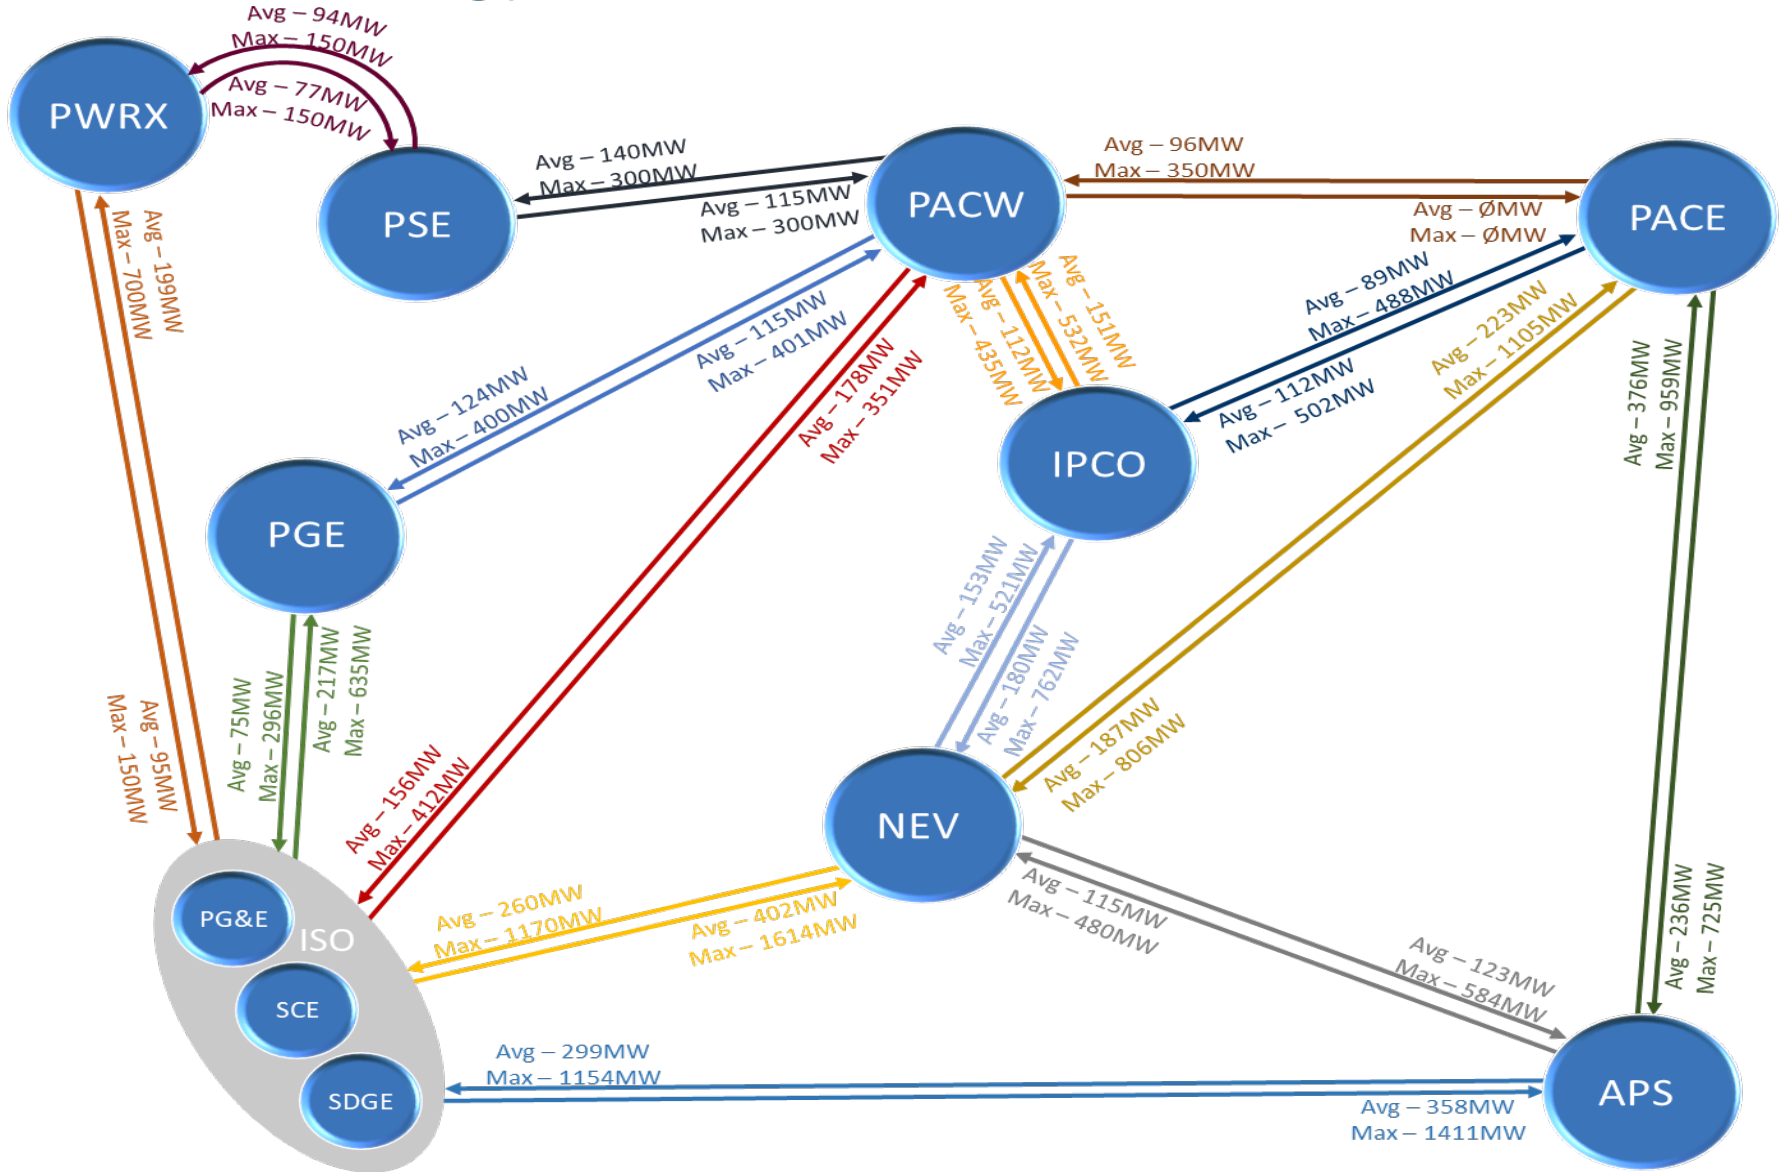 Avg – 94MW
Max – 150MW
PWRX
Avg – 77MW
Max – 150MW
Avg – 140MW
Max – 300MW
Avg – 115MW
Max – 300MW
PSE
PACW
Avg – 96MW
Max – 350MW
Avg – ØMW
Max – ØMW
PACE
Avg – 199MW
Max – 700MW
Avg – 115MW
Max – 401MW
Avg – 124MW
Max – 400MW
Avg – 178MW
Max – 351MW
Avg – 151MW
Max – 532MW
Avg – 112MW
Max – 435MW
Avg – 89MW
Max – 488MW
Avg – 112MW
Max – 502MW
Avg – 223MW
Max – 1105MW
Avg – 376MW
Max – 959MW
IPCO
PGE
Avg – 153MW
Max – 521MW
Avg – 180MW
Max – 762MW
Avg – 75MW
Max – 296MW
Avg – 217MW
Max – 635MW
Avg – 95MW
Max – 150MW
Avg – 156MW
Max – 412MW
Avg – 187MW
Max – 806MW
NEV
Avg – 260MW
Max – 1170MW
Avg – 402MW
Max – 1614MW
Avg – 115MW
Max – 480MW
Avg – 123MW
Max – 584MW
Avg – 236MW
Max – 725MW
PG&E
ISO
SCE
SDGE
Avg – 299MW
Max – 1154MW
Avg – 358MW
Max – 1411MW
APS